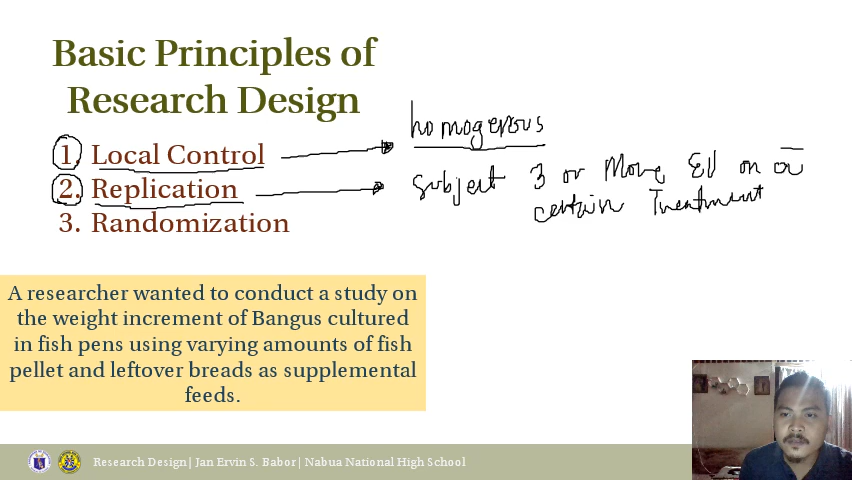 Basic Principles of
Research Design
1. Local Control
2. Replication
3. Randomization
homogenous
Subject 3 or More EU on a
certain Treatment
A researcher wanted to conduct a study on
the weight increment of Bangus cultured
in fish pens using varying amounts of fish
pellet and leftover breads as supplemental
feeds.
Research Design| Jan Ervin S. Babor| Nabua National High School